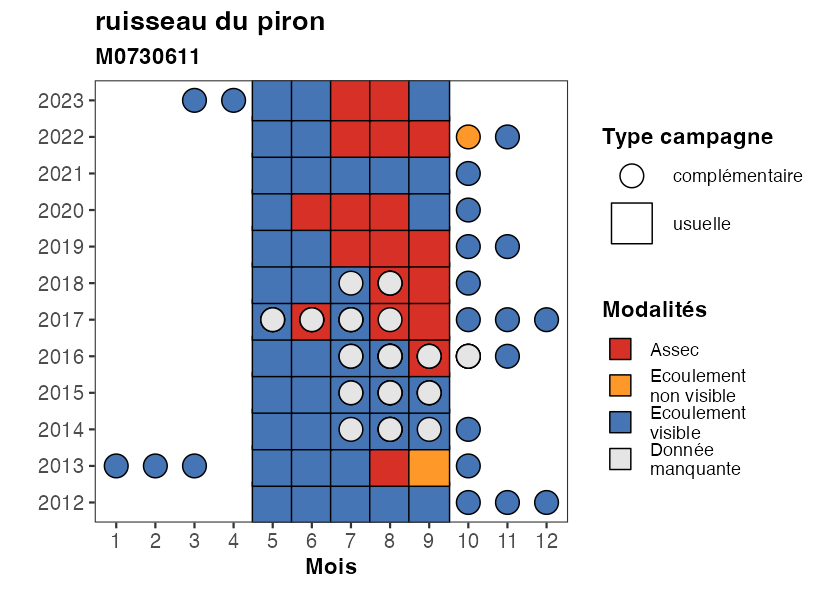 ruisseau du piron
M0730611
2023
2022
2021
2020
2019
2018
2017
2016
2015
2014
2013
2012
1 2 3 4 5 6 7 8 9 10 11 12
Mois
Type campagne
complémentaire
usuelle
Modalités
Assec
Ecoulement
non visible
Ecoulement
visible
Donnée
manquante